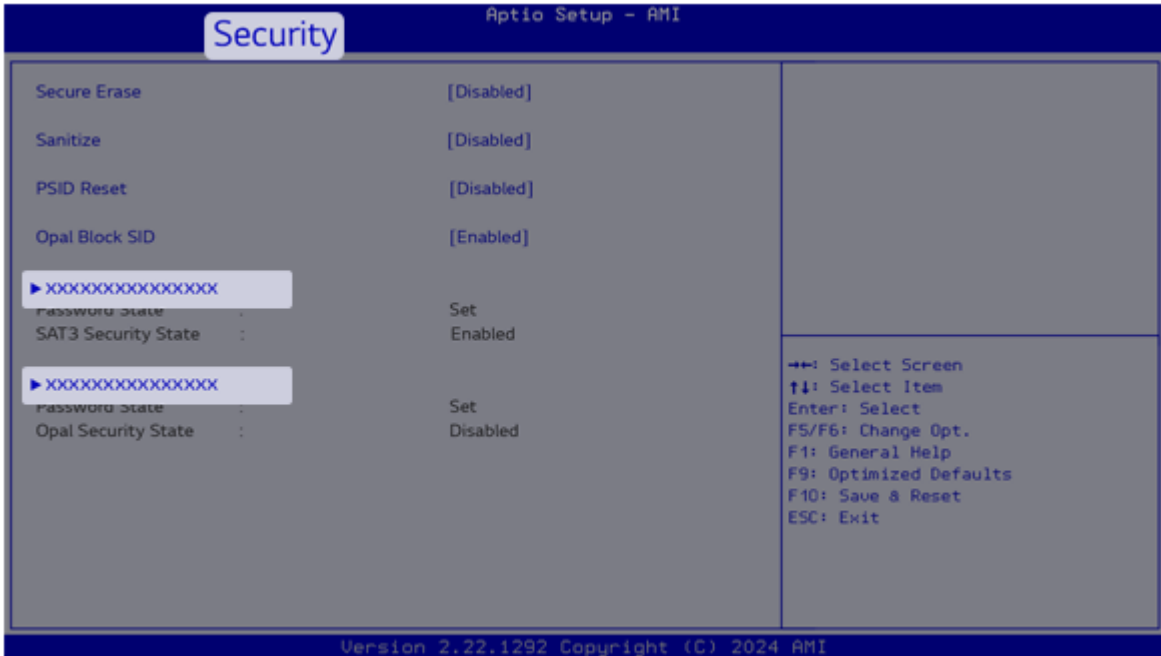 Aptio Setup – AMI
Security
Secure Erase [Disabled]
Sanitize [Disabled]
PSID Reset [Disabled]
Opal Block SID [Enabled]
►XXXXXXXXXXXXXXX
Password State : Set
SAT3 Security State : Enabled
►XXXXXXXXXXXXXXX
Password State : Set
Opal Security State : Disabled
→←: Select Screen
↑↓: Select Item
Enter: Select
F5/F6: Change Opt.
F1: General Help
F9: Optimized Defaults
F10: Save & Reset
ESC: Exit
Version 2.22.1292 Copyright (C) 2024 AMI